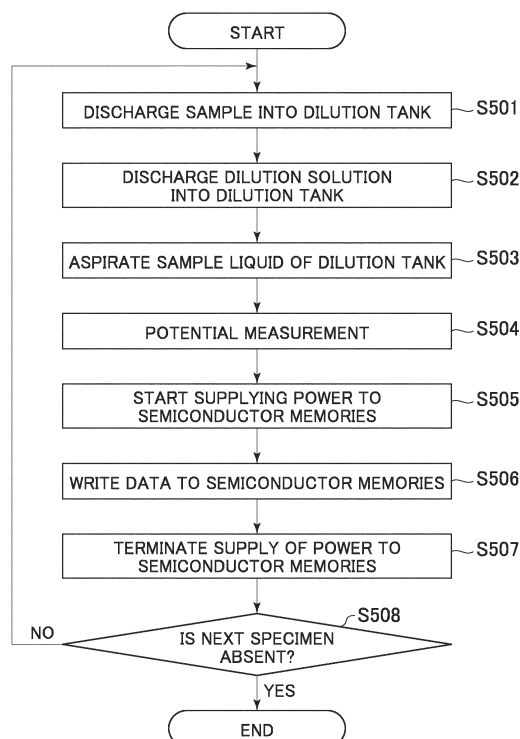 START
DISCHARGE SAMPLE INTO DILUTION TANK
S501
DISCHARGE DILUTION SOLUTION
INTO DILUTION TANK
S502
ASPIRATE SAMPLE LIQUID OF DILUTION TANK
S503
POTENTIAL MEASUREMENT
S504
START SUPPLYING POWER TO
SEMICONDUCTOR MEMORIES
S505
WRITE DATA TO SEMICONDUCTOR MEMORIES
S506
TERMINATE SUPPLY OF POWER TO
SEMICONDUCTOR MEMORIES
S507
S508
IS NEXT SPECIMEN
ABSENT?
NO
YES
END